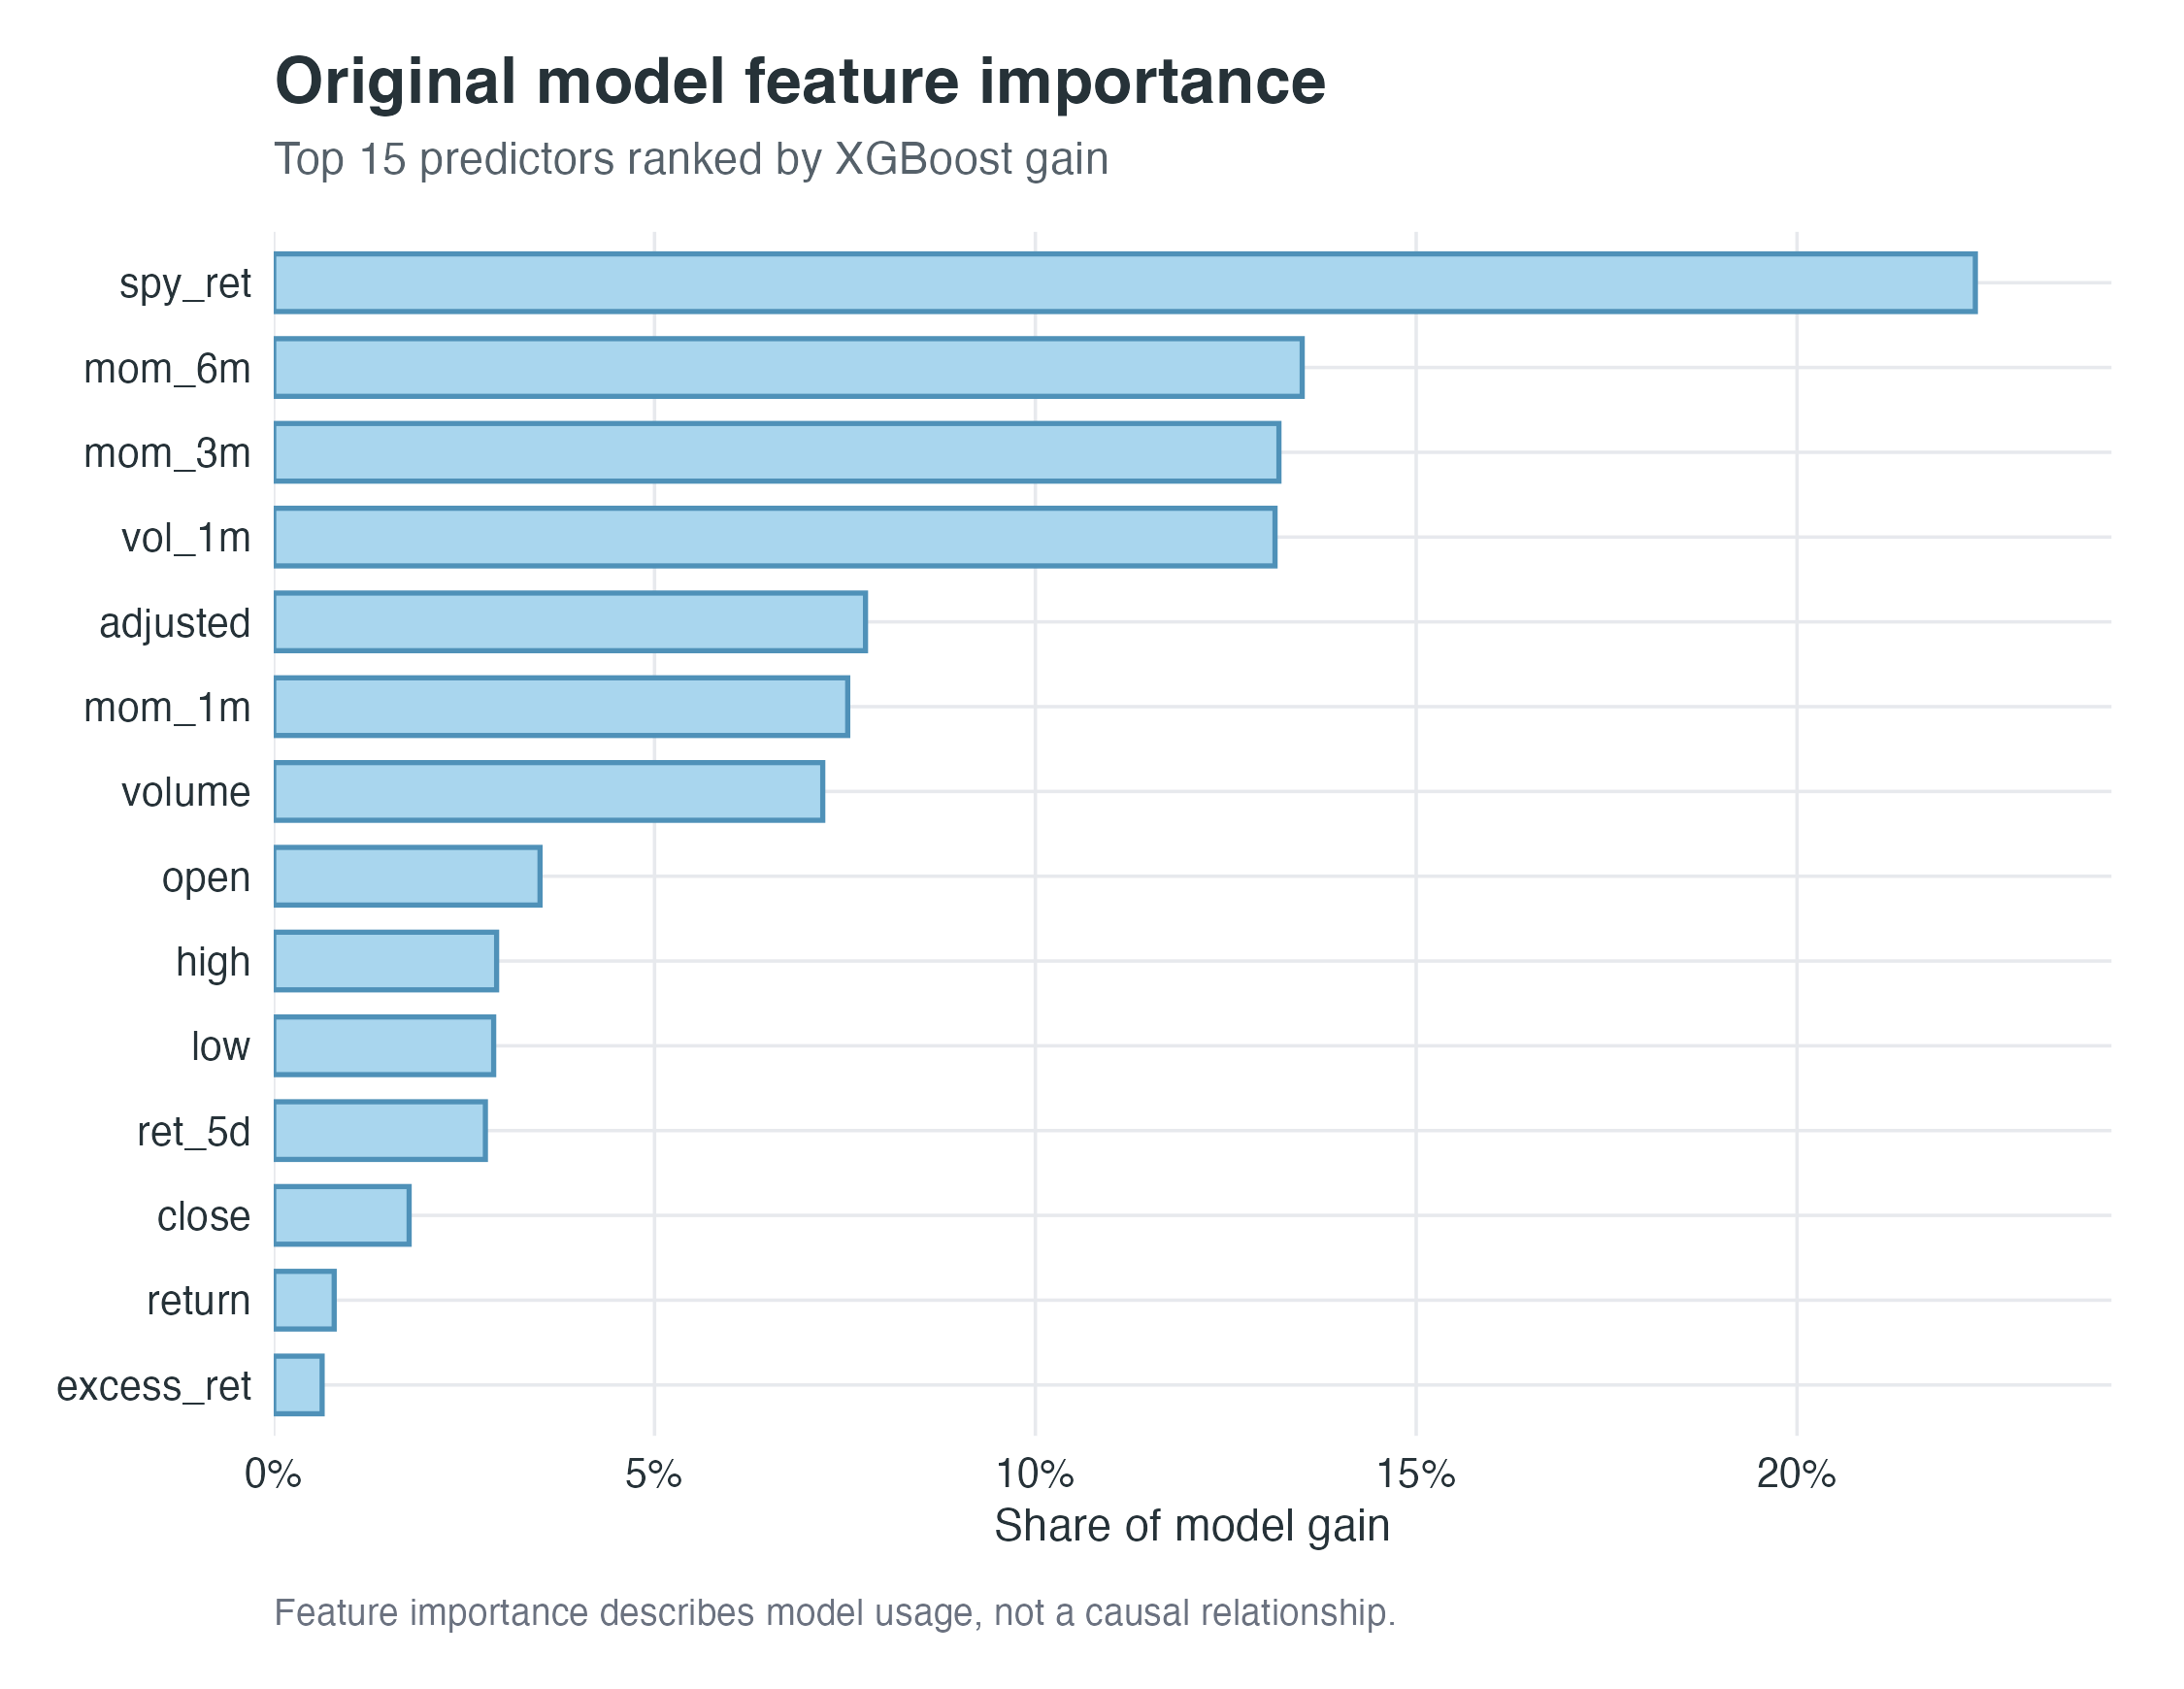 Original model feature importance
Top 15 predictors ranked by XGBoost gain
spy_ret
mom_6m
mom_3m
vol_1m
adjusted
mom_1m
volume
open
high
low
ret_5d
close
return
excess_ret
0% 5% 10% 15% 20%
Share of model gain
Feature importance describes model usage, not a causal relationship.